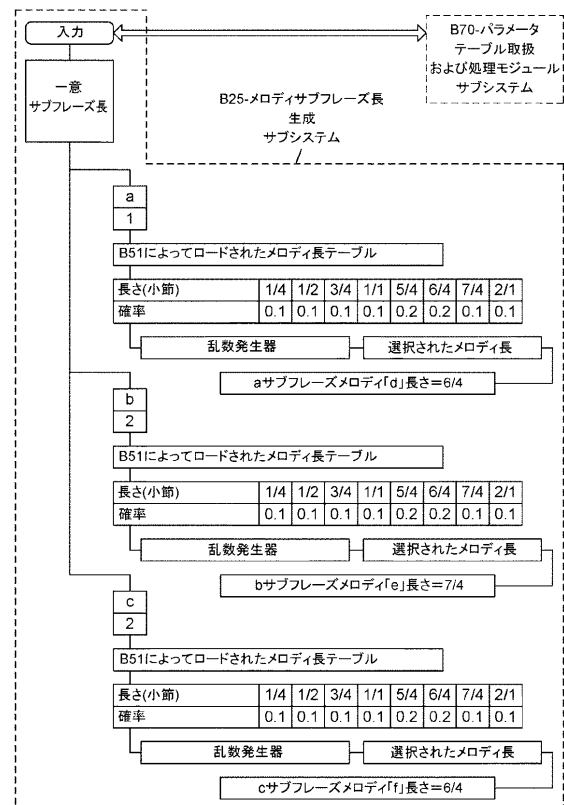 入力
B70-パラメータ
テーブル取扱
および処理モジュール
サブシステム
一意
サブフレーズ長
B25-メロディサブフレーズ長
生成
サブシステム
a
1
B51によってロードされたメロディ長テーブル
長さ(小節) 1/4 1/2 3/4 1/1 5/4 6/4 7/4 2/1
確率 0.1 0.1 0.1 0.1 0.2 0.2 0.1 0.1
乱数発生器 選択されたメロディ長
aサブフレーズメロディ「d」長さ=6/4
b
2
B51によってロードされたメロディ長テーブル
長さ(小節) 1/4 1/2 3/4 1/1 5/4 6/4 7/4 2/1
確率 0.1 0.1 0.1 0.1 0.2 0.2 0.1 0.1
乱数発生器 選択されたメロディ長
bサブフレーズメロディ「e」長さ=7/4
c
2
B51によってロードされたメロディ長テーブル
長さ(小節) 1/4 1/2 3/4 1/1 5/4 6/4 7/4 2/1
確率 0.1 0.1 0.1 0.1 0.2 0.2 0.1 0.1
乱数発生器 選択されたメロディ長
cサブフレーズメロディ「f」長さ=6/4